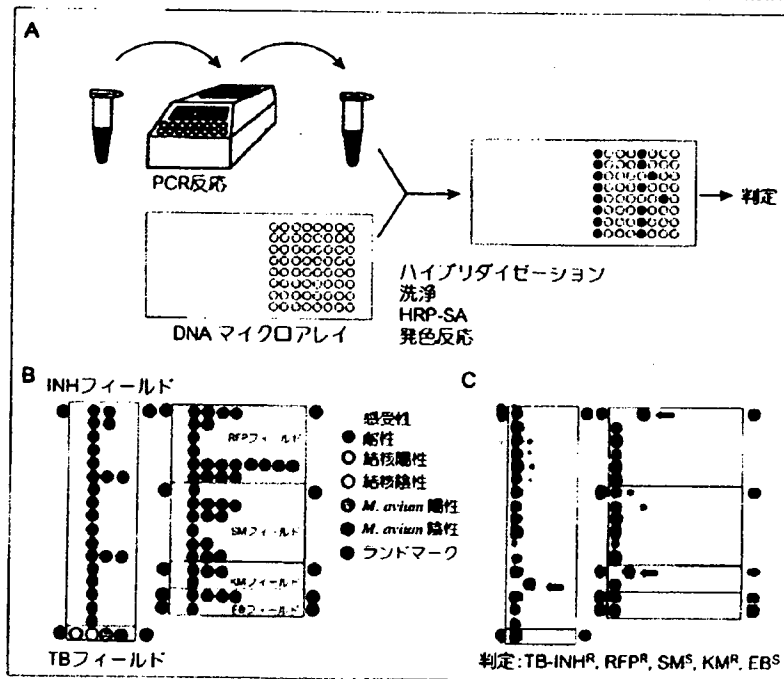 A
PCR反応
DNA マイクロアレイ
ハイブリダイゼーション
洗浄
HRP-SA
発色反応
判定
B
INHフィールド
RFPフィールド
SMフィールド
KMフィールド
EBフィールド
TBフィールド
感受性
耐性
結核陽性
結核陰性
M. avium 陽性
M. avium 陰性
ランドマーク
C
判定:TB-INHᴿ, RFPᴿ, SMˢ, KMᴿ, EBˢ